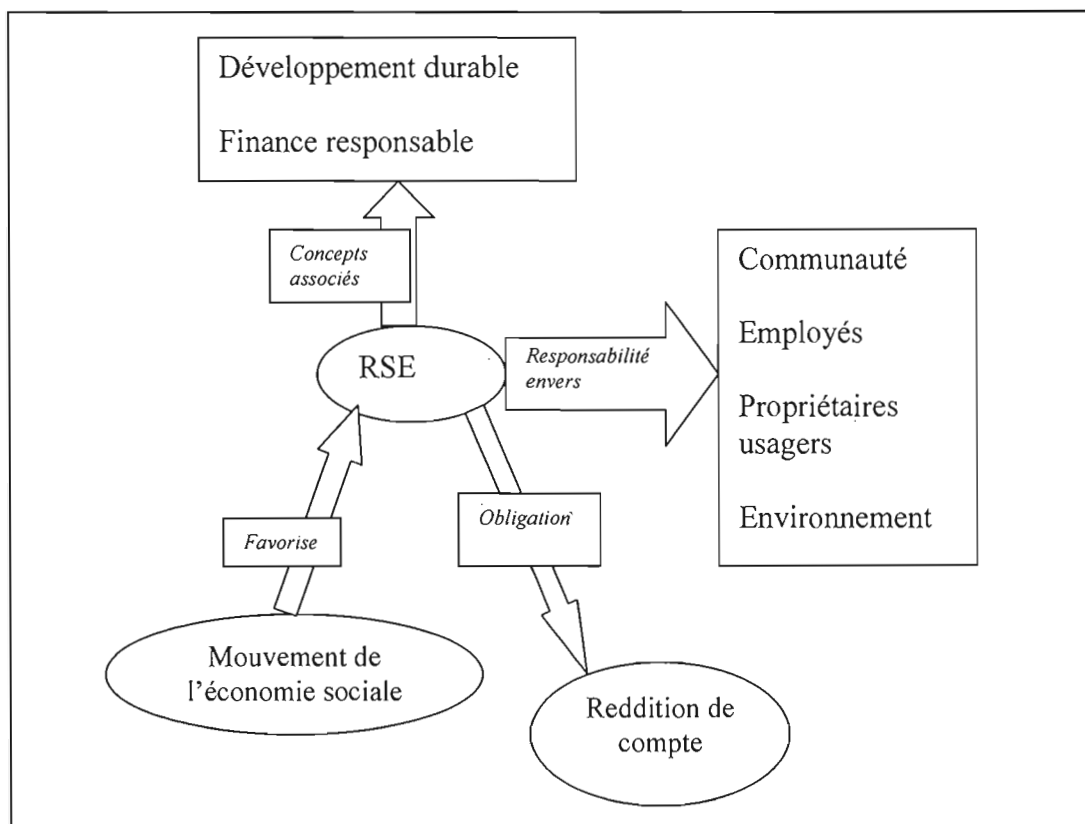 Développement durable
Finance responsable
Concepts
associés
Communauté
Employés
Propriétaires
usagers
Environnement
RSE
Responsabilité
envers
Obligation
Favorise
Mouvement de
l'économie sociale
Reddition de
compte